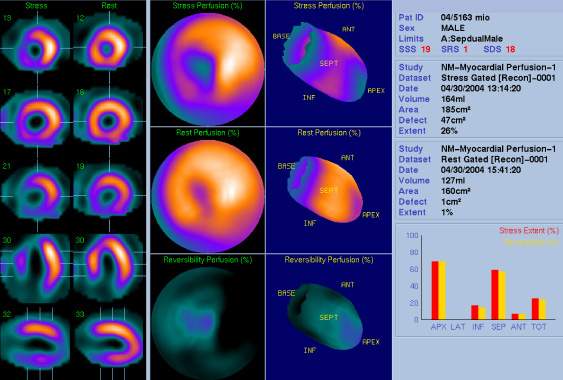 Stress Rest
12 13
17 18
21 19
30 30
32 33
Stress Perfusion (%) Stress Perfusion (%)
BASE ANT
SEPT
INF APEX
Rest Perfusion (%) Rest Perfusion (%)
ANT
BASE
SEPT
APEX
INF
Reversibility Perfusion (%) Reversibility Perfusion (%)
ANT
BASE
SEPT
APEX
INF
Pat ID 04/5163 mio
Sex MALE
Limits A:SepdualMale
SSS 19 SRS 1 SDS 18
Study NM-Myocardial Perfusion-1
Dataset Stress Gated [Recon]-0001
Date 04/30/2004 13:14:20
Volume 164ml
Area 185cm²
Defect 47cm²
Extent 26%
Study NM-Myocardial Perfusion-1
Dataset Rest Gated [Recon]-0001
Date 04/30/2004 15:41:20
Volume 127ml
Area 160cm²
Defect 1cm²
Extent 1%
Stress Extent (%)
100
80
60
40
20
0
APX LAT INF SEP ANT TOT